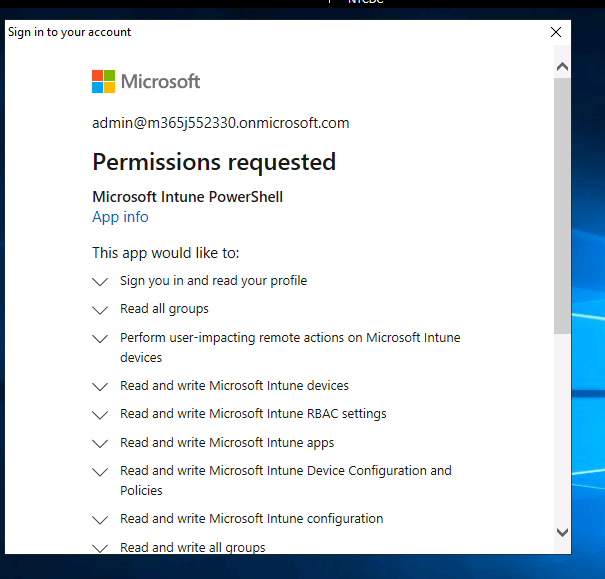 Sign in to your account
Microsoft
admin@m365j552330.onmicrosoft.com
Permissions requested
Microsoft Intune PowerShell
App info
This app would like to:
Sign you in and read your profile
Read all groups
Perform user-impacting remote actions on Microsoft Intune
devices
Read and write Microsoft Intune devices
Read and write Microsoft Intune RBAC settings
Read and write Microsoft Intune apps
Read and write Microsoft Intune Device Configuration and
Policies
Read and write Microsoft Intune configuration
Read and write all groups